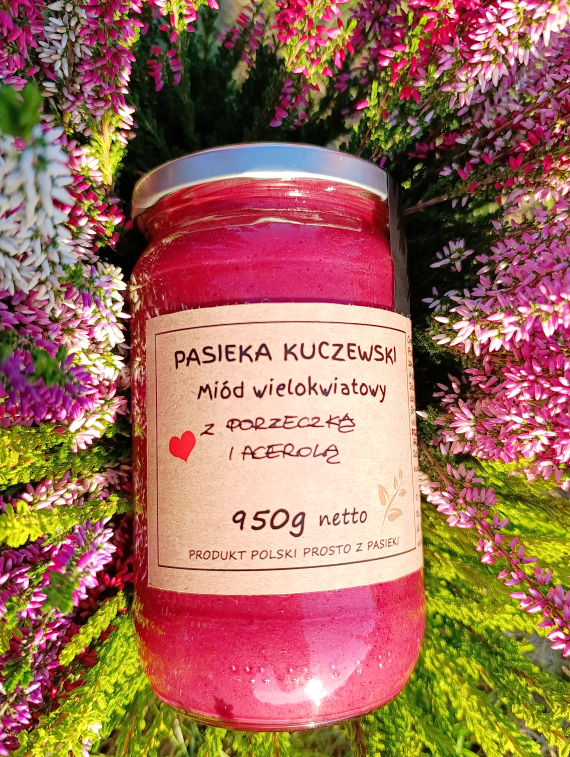 PASIEKA KUCZEWSKI
Miód wielokwiatowy
z PORZECZKĄ
I ACEROLĄ
950g netto
PRODUKT POLSKI PROSTO Z PASIEKI